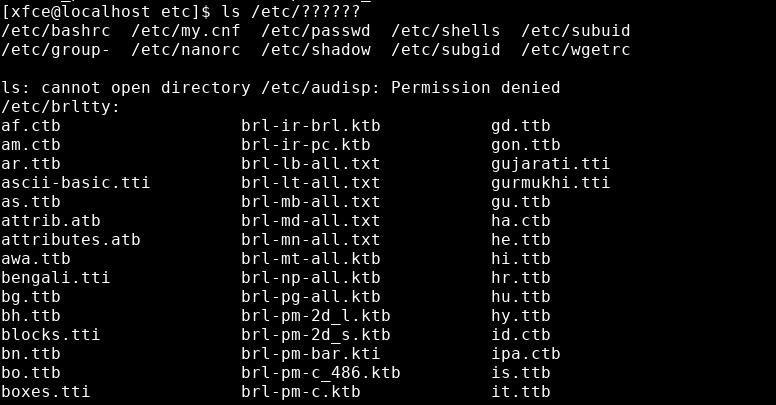 [xfce@localhost etc]$ ls /etc/??????
/etc/bashrc  /etc/my.cnf  /etc/passwd  /etc/shells  /etc/subuid
/etc/group-  /etc/nanorc  /etc/shadow  /etc/subgid  /etc/wgetrc
ls: cannot open directory /etc/audisp: Permission denied
/etc/brltty:
af.ctb                  brl-ir-brl.ktb           gd.ttb
am.ctb                  brl-ir-pc.ktb            gon.ttb
ar.ttb                  brl-lb-all.txt           gujarati.tti
ascii-basic.tti         brl-lt-all.txt           gurmukhi.tti
as.ttb                  brl-mb-all.txt           gu.ttb
attrib.atb              brl-md-all.txt           ha.ctb
attributes.atb          brl-mn-all.txt           he.ttb
awa.ttb                 brl-mt-all.ktb           hi.ttb
bengali.tti             brl-np-all.ktb           hr.ttb
bg.ttb                  brl-pg-all.ktb           hu.ttb
bh.ttb                  brl-pm-2d_l.ktb          hy.ttb
blocks.tti              brl-pm-2d_s.ktb          id.ctb
bn.ttb                  brl-pm-bar.kti           ipa.ctb
bo.ttb                  brl-pm-c_486.ktb         is.ttb
boxes.tti               brl-pm-c.ktb             it.ttb